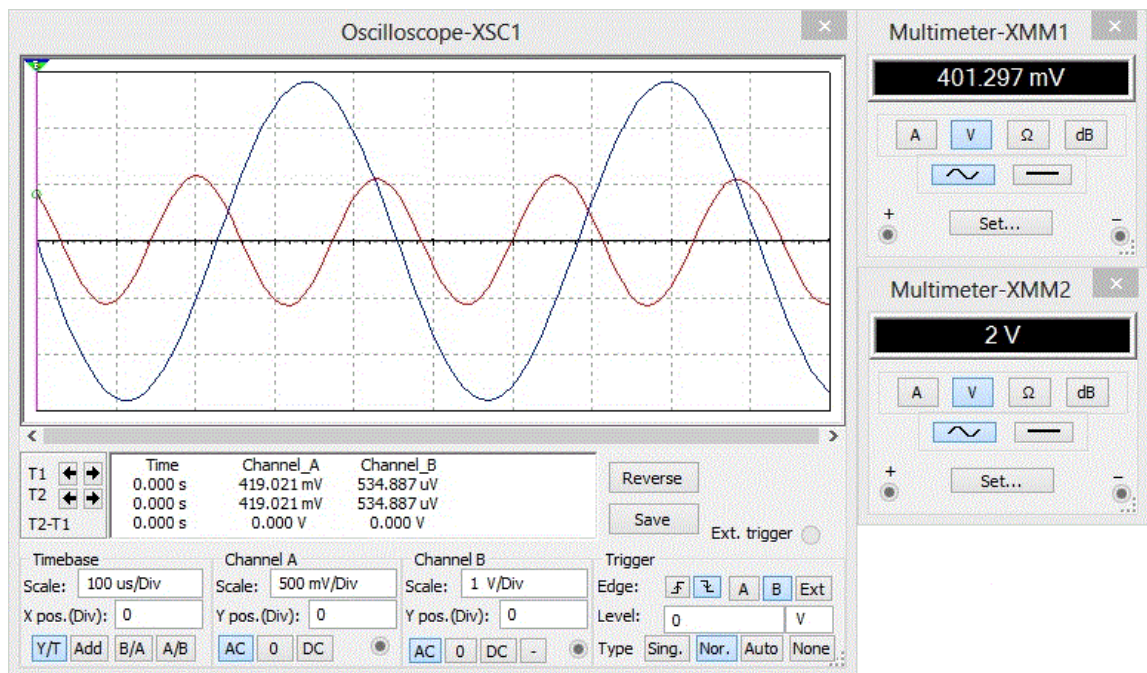 Oscilloscope-XSC1
Time Channel_A Channel_B
T1 0.000 s 419.021 mV 534.887 uV
T2 0.000 s 419.021 mV 534.887 uV
T2-T1 0.000 s 0.000 V 0.000 V
Reverse
Save
Ext. trigger
Timebase
Scale: 100 us/Div
X pos.(Div): 0
Y/T Add B/A A/B
Channel A
Scale: 500 mV/Div
Y pos.(Div): 0
AC 0 DC
Channel B
Scale: 1 V/Div
Y pos.(Div): 0
AC 0 DC -
Trigger
Edge: A B Ext
Level: 0 V
Type Sing. Nor. Auto None
Multimeter-XMM1
401.297 mV
A V Ω dB
+ Set... –
Multimeter-XMM2
2 V
A V Ω dB
+ Set... –